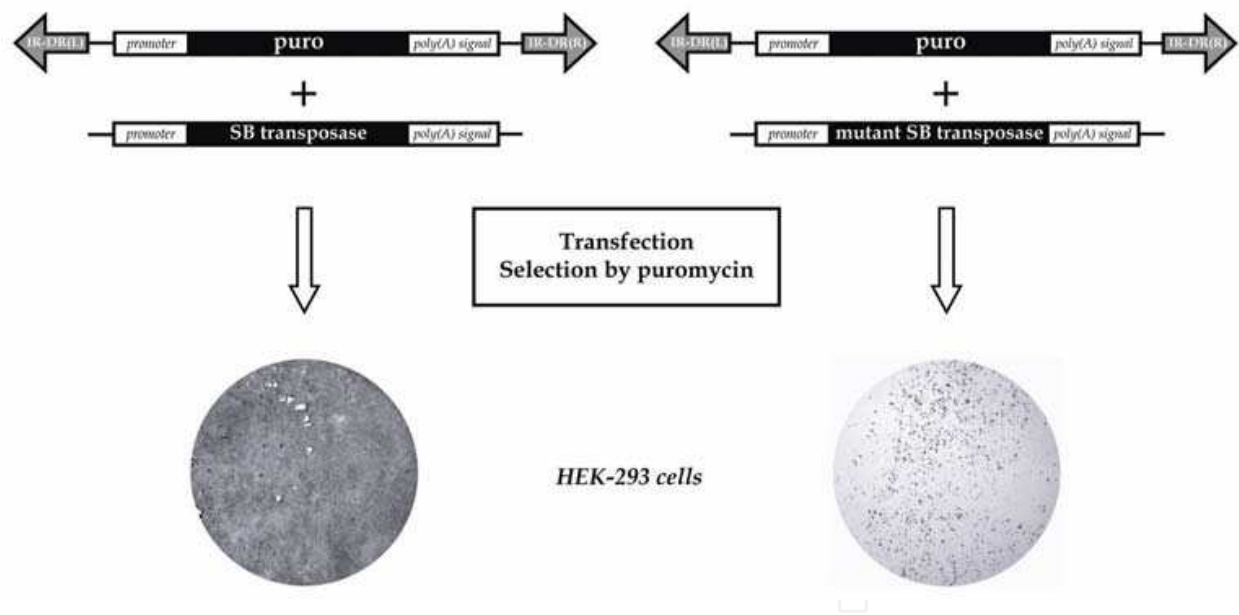 IR-DR(L) promoter puro poly(A) signal IR-DR(R)
+
promoter SB transposase poly(A) signal
IR-DR(L) promoter puro poly(A) signal IR-DR(R)
+
promoter mutant SB transposase poly(A) signal
Transfection
Selection by puromycin
HEK-293 cells